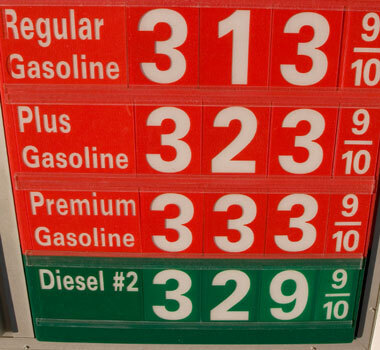 Regular
Gasoline 3 1 3 9/10
Plus
Gasoline 3 2 3 9/10
Premium
Gasoline 3 3 3 9/10
Diesel #2 3 2 9 9/10